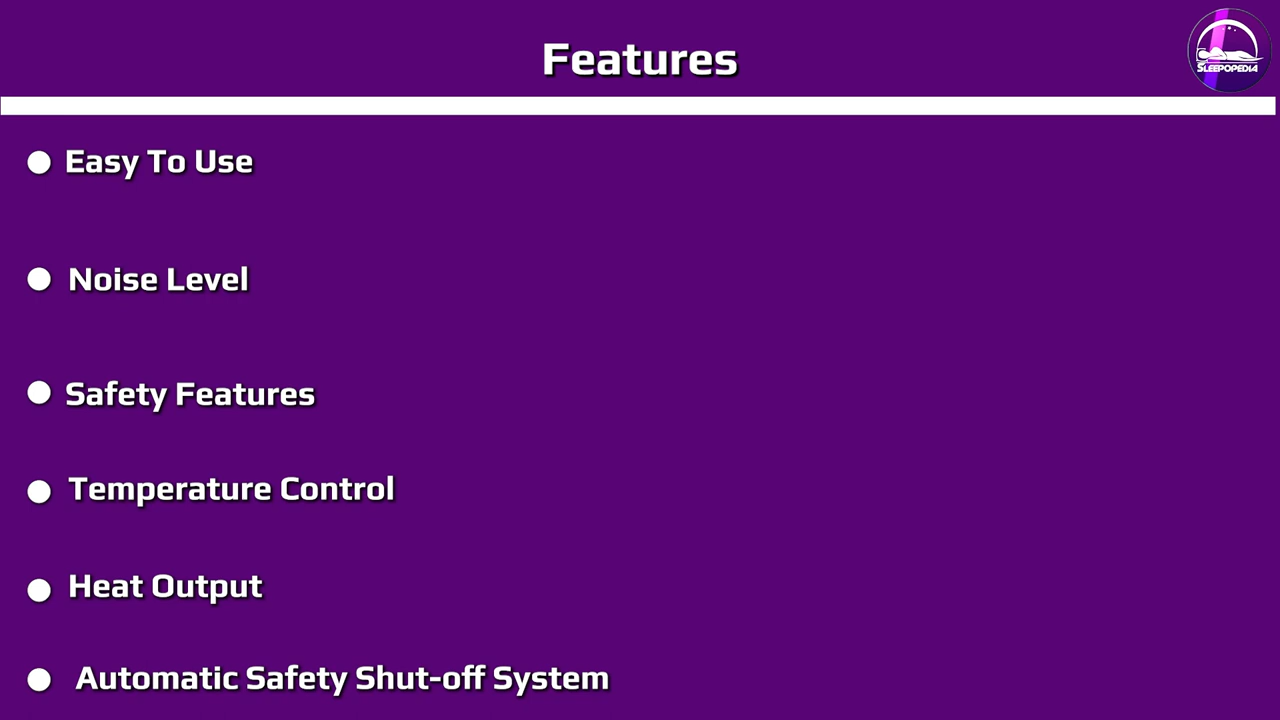 Features
SLEEPOPEDIA
Easy To Use
Noise Level
Safety Features
Temperature Control
Heat Output
Automatic Safety Shut-off System